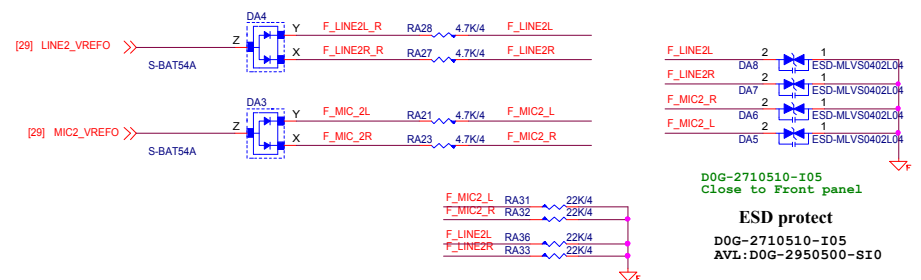 DA4
[29] LINE2_VREFO
Z
Y
X
S-BAT54A
F_LINE2L_R
RA28
4.7K/4
F_LINE2L
F_LINE2R_R
RA27
4.7K/4
F_LINE2R
DA3
[29] MIC2_VREFO
Z
Y
X
S-BAT54A
F_MIC_2L
RA21
4.7K/4
F_MIC2_L
F_MIC_2R
RA23
4.7K/4
F_MIC2_R
F_MIC2_L
RA31
22K/4
F_MIC2_R
RA32
22K/4
F_LINE2L
RA36
22K/4
F_LINE2R
RA33
22K/4
F
F_LINE2L
2
1
DA8
ESD-MLVS0402L04
F_LINE2R
2
1
DA7
ESD-MLVS0402L04
F_MIC2_R
2
1
DA6
ESD-MLVS0402L04
F_MIC2_L
2
1
DA5
ESD-MLVS0402L04
F
D0G-2710510-I05
Close to Front panel
ESD protect
D0G-2710510-I05
AVL:D0G-2950500-SI0